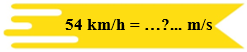 54 km/h = …?... m/s